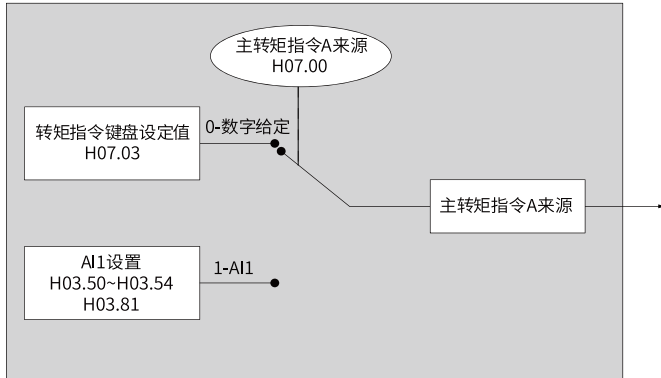 主转矩指令A来源
H07.00
转矩指令键盘设定值
H07.03
0-数字给定
主转矩指令A来源
AI1设置
H03.50~H03.54
H03.81
1-AI1